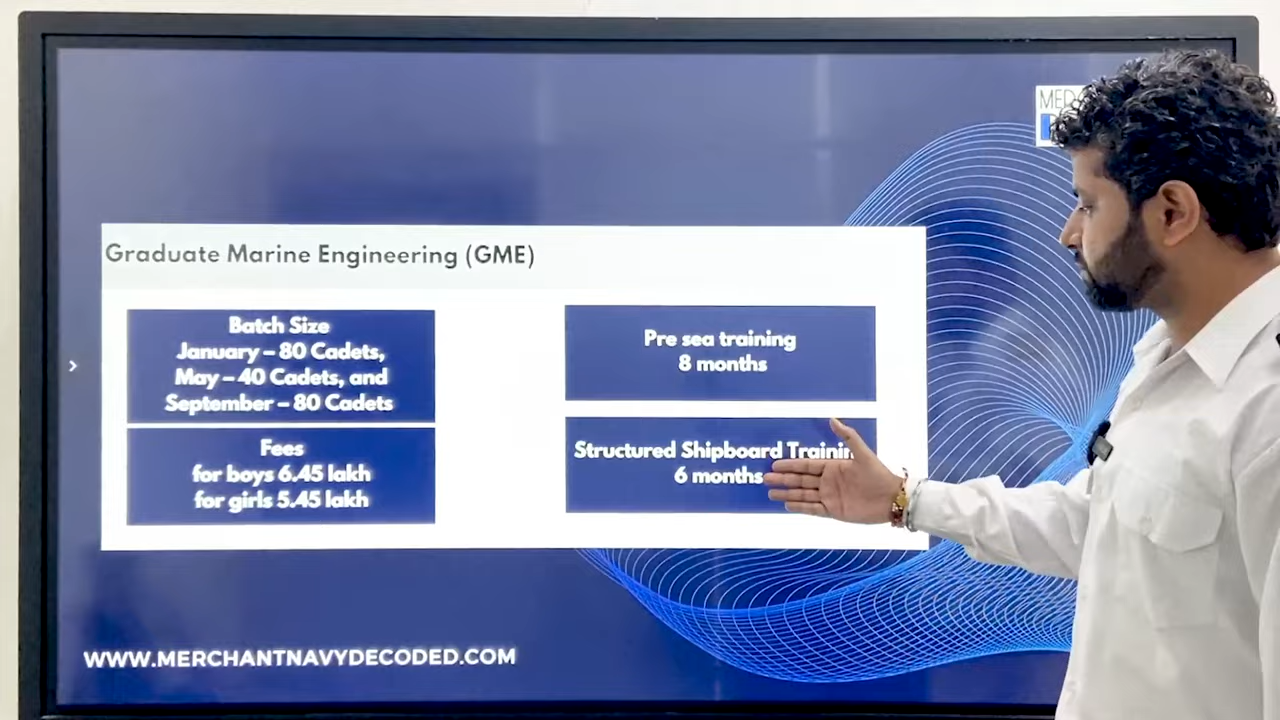 Graduate Marine Engineering (GME)
Batch Size
January – 80 Cadets,
May – 40 Cadets, and
September – 80 Cadets
Fees
for boys 6.45 lakh
for girls 5.45 lakh
Pre sea training
8 months
Structured Shipboard
6 months
WWW.MERCHANTNAVYDECODED.COM